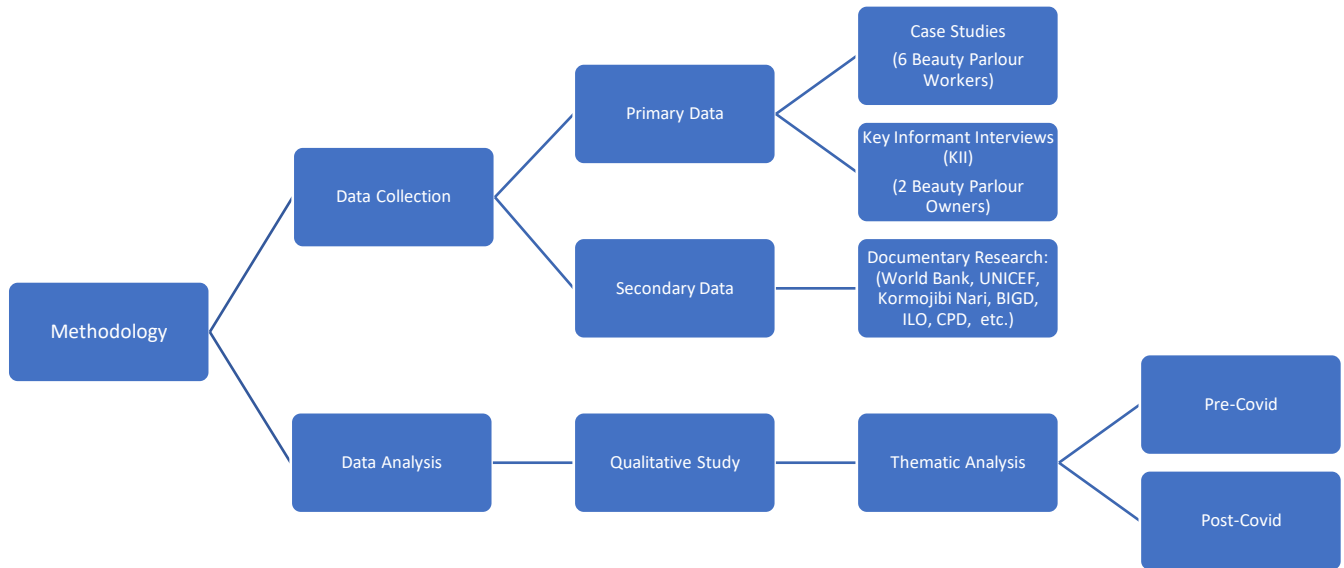 Methodology
Data Collection
Primary Data
Case Studies
(6 Beauty Parlour
Workers)
Key Informant Interviews
(KII)
(2 Beauty Parlour
Owners)
Secondary Data
Documentary Research:
(World Bank, UNICEF,
Kormojibi Nari, BIGD,
ILO, CPD, etc.)
Data Analysis
Qualitative Study
Thematic Analysis
Pre-Covid
Post-Covid